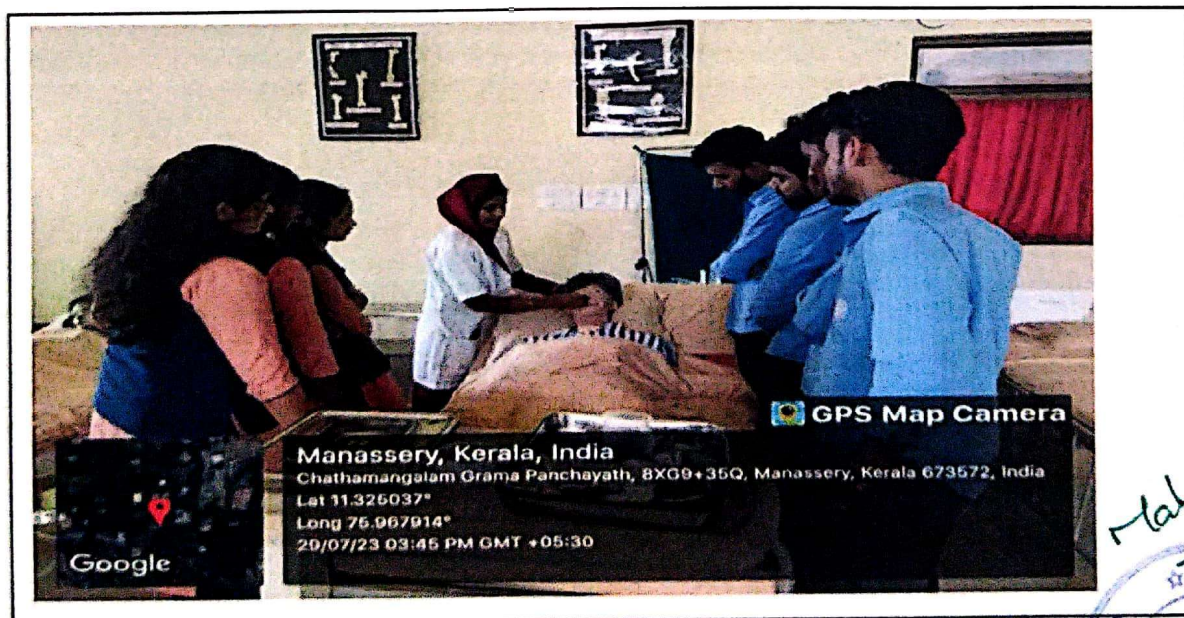 GPS Map Camera
Manassery, Kerala, India
Chathamangalam Grama Panchayath, 8XG9+35Q, Manassery, Kerala 673572, India
Lat 11.325037°
Long 75.967914°
29/07/23 03:45 PM GMT +05:30
Google